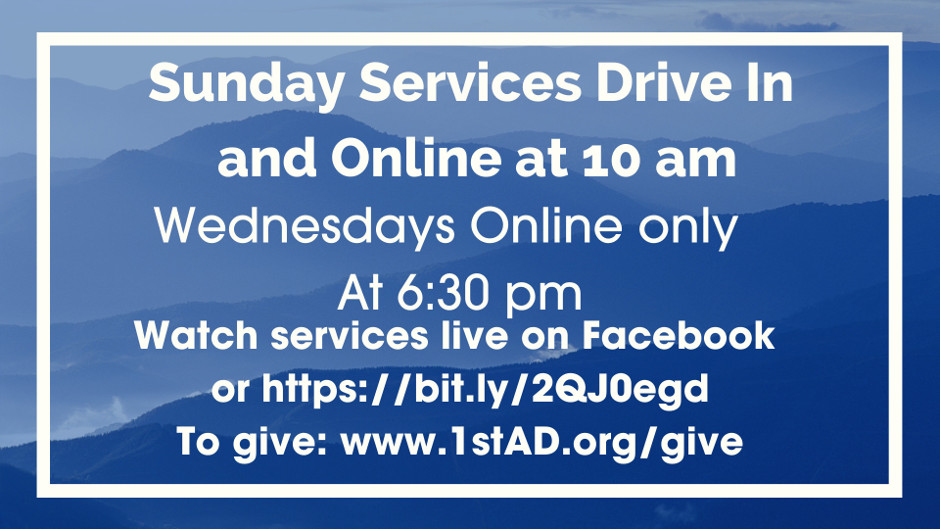 Sunday Services Drive In
and Online at 10 am
Wednesdays Online only
At 6:30 pm
Watch services live on Facebook
or https://bit.ly/2QJ0egd
To give: www.1stAD.org/give